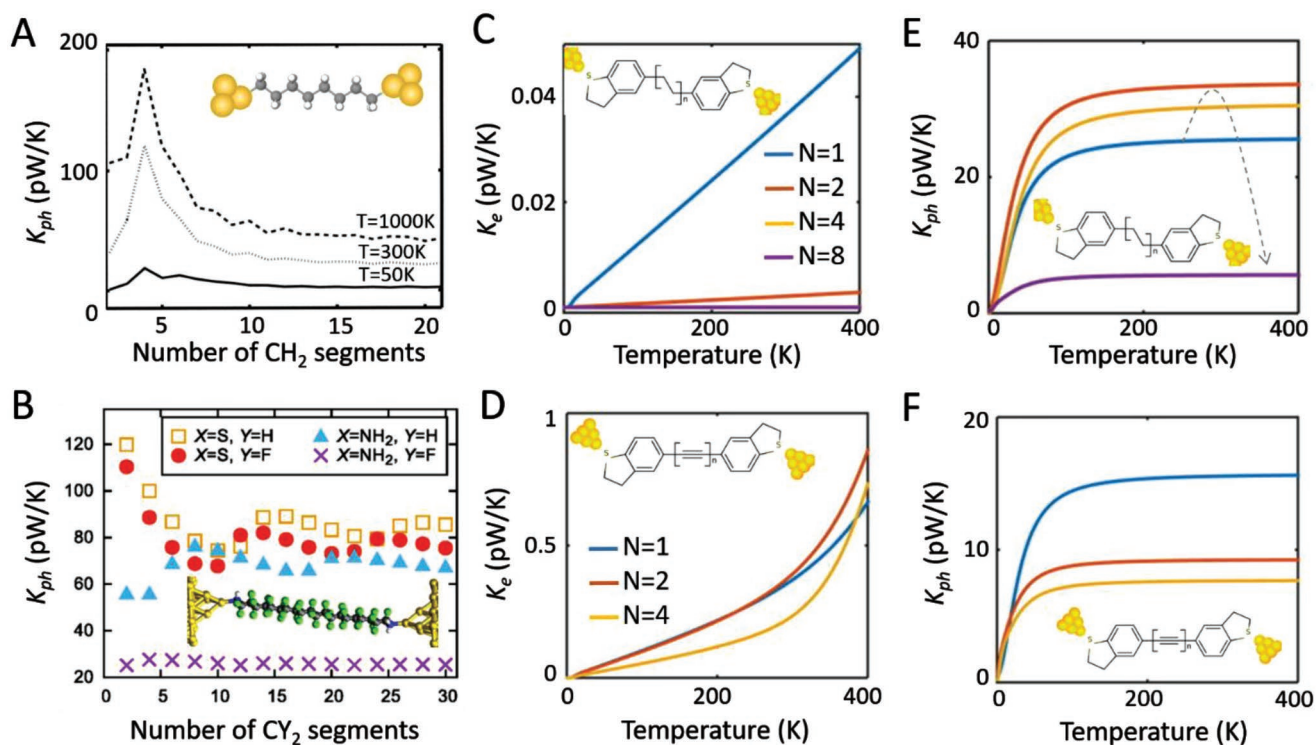 A
200
100
0
K_ph (pW/K)
T=1000K
T=300K
T=50K
5
10
15
20
Number of CH₂ segments
B
120
100
80
60
40
20
K_ph (pW/K)
X=S, Y=H
X=NH₂, Y=H
X=S, Y=F
X=NH₂, Y=F
0
5
10
15
20
25
30
Number of CY₂ segments
C
0.04
0.02
0
K_e (pW/K)
S
n
S
N=1
N=2
N=4
N=8
0
200
400
Temperature (K)
D
1
0.5
0
K_e (pW/K)
S
n
S
N=1
N=2
N=4
0
200
400
Temperature (K)
E
40
20
0
K_ph (pW/K)
S
n
S
0
200
400
Temperature (K)
F
20
10
0
K_ph (pW/K)
S
n
S
0
200
400
Temperature (K)